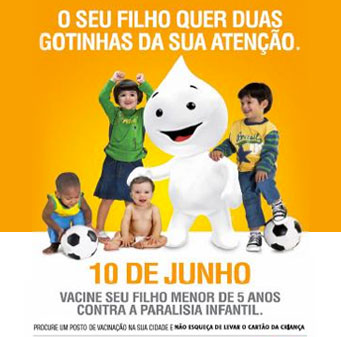 O SEU FILHO QUER DUAS
GOTINHAS DA SUA ATENÇÃO.
10 DE JUNHO
VACINE SEU FILHO MENOR DE 5 ANOS
CONTRA A PARALISIA INFANTIL.
PROCURE UM POSTO DE VACINAÇÃO NA SUA CIDADE E NÃO ESQUEÇA DE LEVAR O CARTÃO DA CRIANÇA